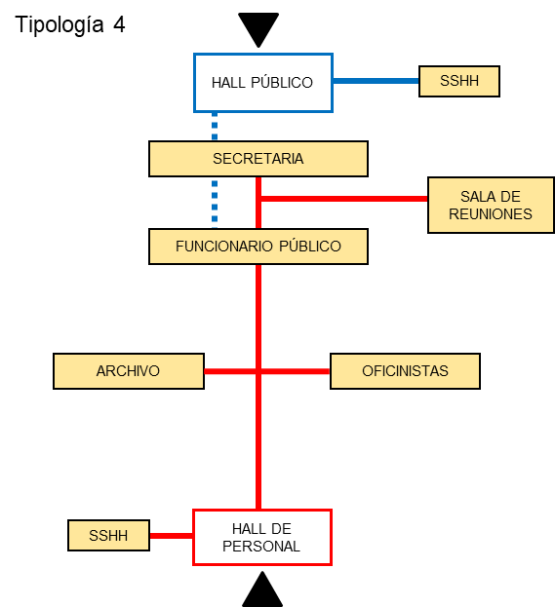 Tipología 4
HALL PÚBLICO
SSHH
SECRETARIA
SALA DE
REUNIONES
FUNCIONARIO PÚBLICO
ARCHIVO
OFICINISTAS
HALL DE
PERSONAL
SSHH